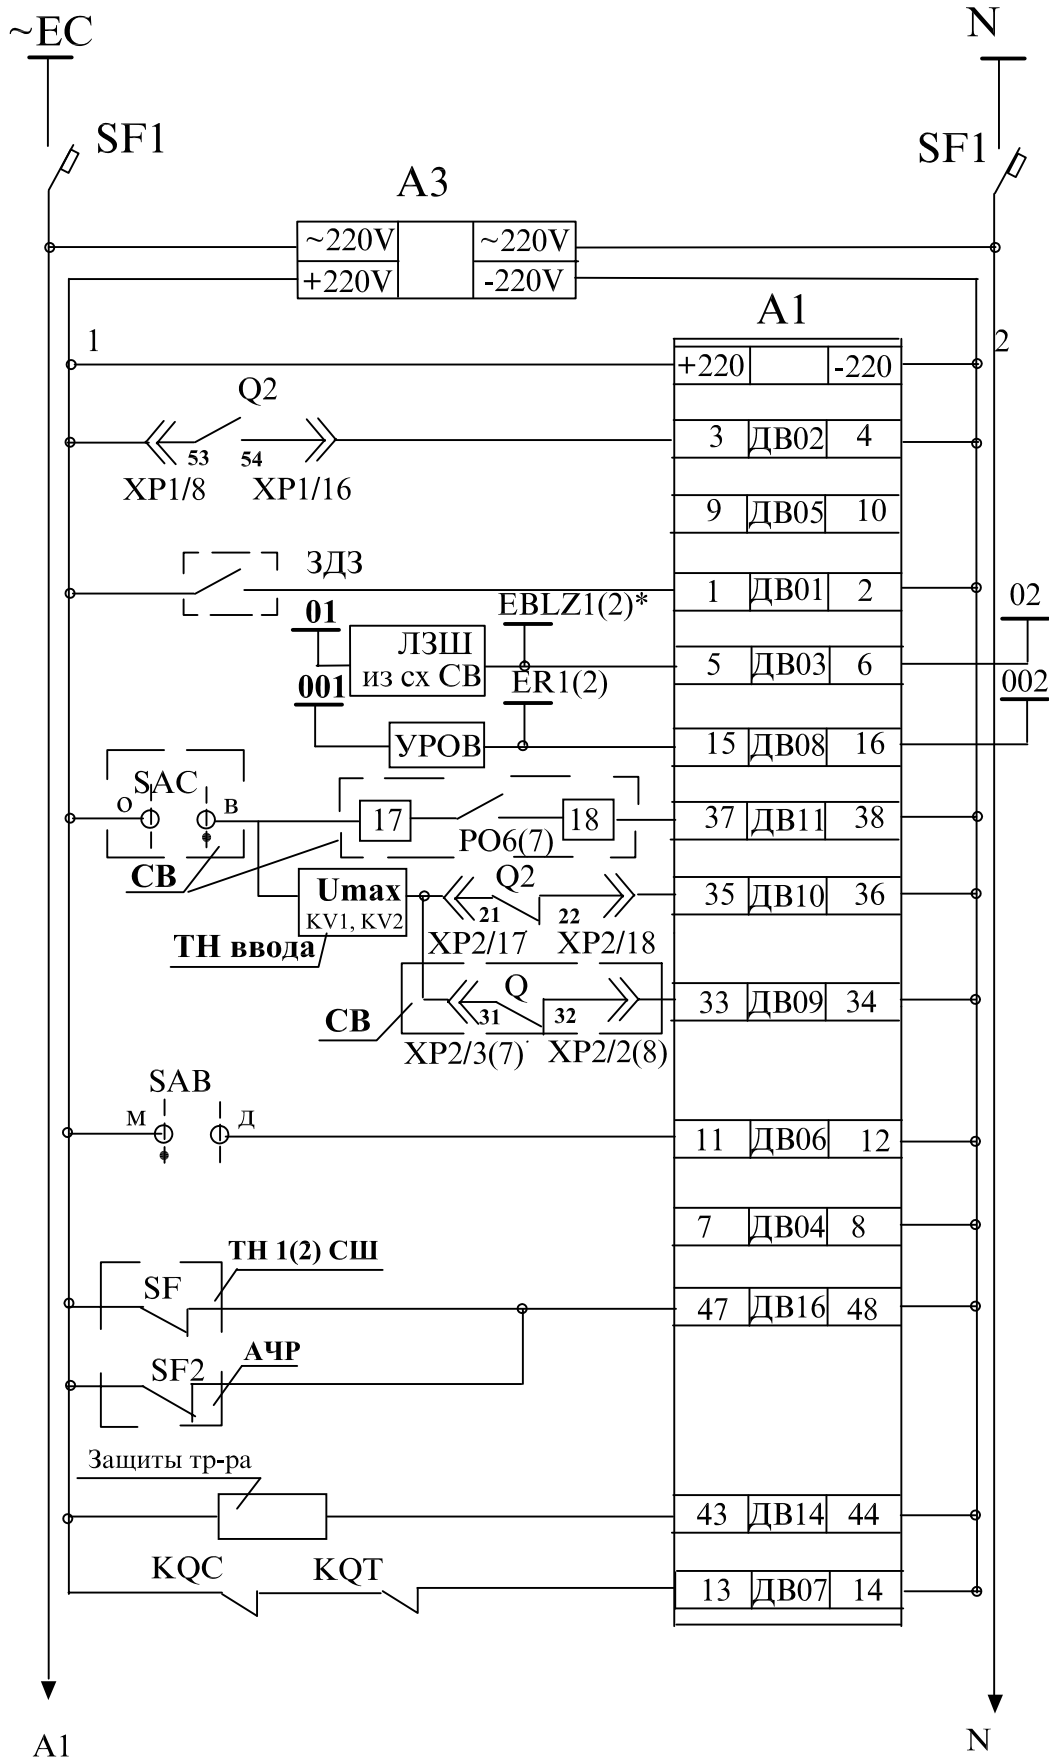 ~EC N
SF1 SF1
A3
~220V ~220V
+220V -220V
A1
1 2
+220 -220
Q2
3 ДВ02 4
53 54
XP1/8 XP1/16
9 ДВ05 10
ЗДЗ
1 ДВ01 2
01 EBLZ1(2)* 02
ЛЗШ
из сх СВ
5 ДВ03 6
001 ER1(2) 002
УРОВ
15 ДВ08 16
SAC
о в
17 18
37 ДВ11 38
РО6(7)
СВ
Umax
KV1, KV2
Q2
35 ДВ10 36
21 22
ТН ввода
XP2/17 XP2/18
Q
33 ДВ09 34
СВ
31 32
XP2/3(7) XP2/2(8)
SAB
м д
11 ДВ06 12
7 ДВ04 8
ТН 1(2) СШ
SF
47 ДВ16 48
АЧР
SF2
Защиты тр-ра
43 ДВ14 44
KQC KQT
13 ДВ07 14
A1 N